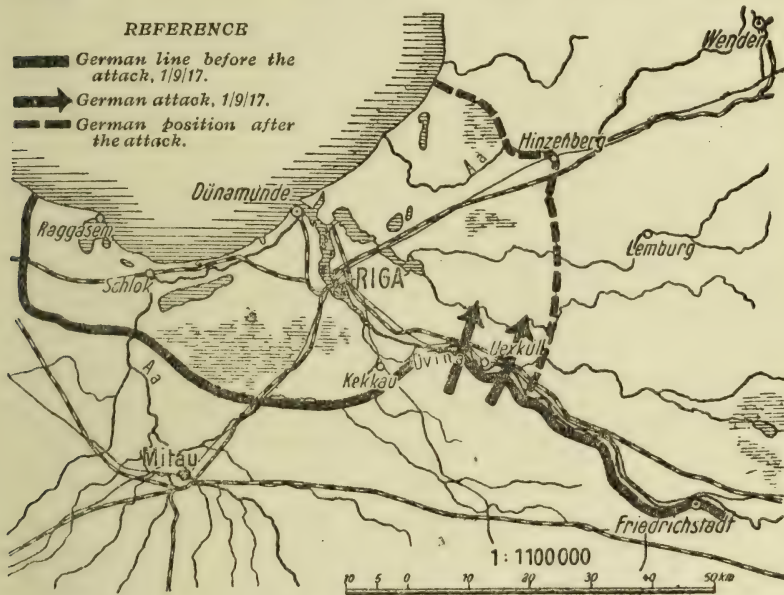 REFERENCE
German line before the
attack, 1/9/17.
German attack, 1/9/17.
German position after
the attack.
Wenden
Hinzenberg
Aa
Dünamünde
Raggasem
Lemburg
Schlok
RIGA
Uexküll
Dvina
Kekkau
Aa
Mitau
Friedrichstadt
1:1100000
10 5 0 10 20 30 40 50 km